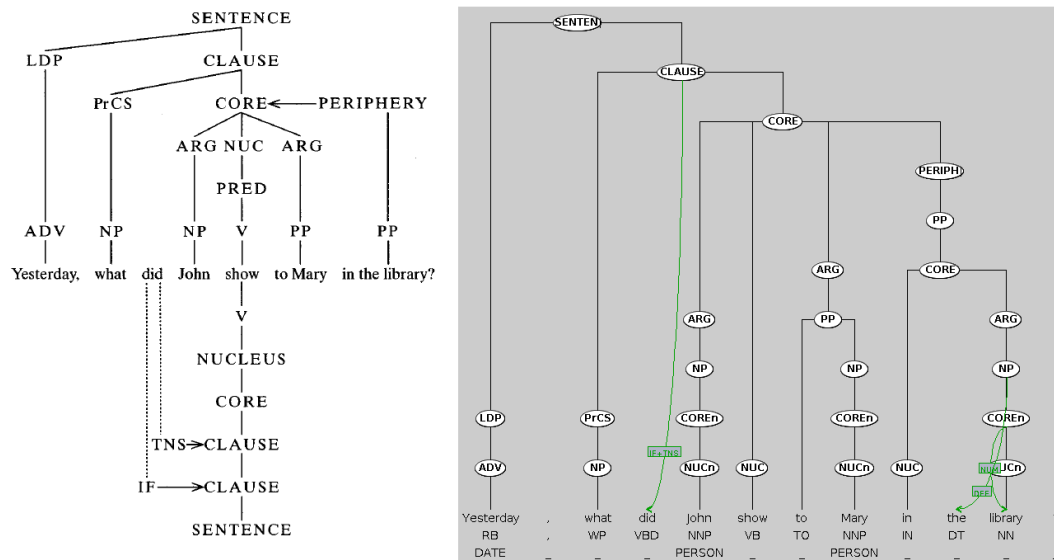 SENTENCE
LDP CLAUSE
PrCS CORE PERIPHERY
ARG NUC ARG
PRED
ADV NP NP V PP PP
Yesterday, what did John show to Mary in the library?
V
NUCLEUS
CORE
TNS CLAUSE
IF CLAUSE
SENTENCE
SENTEN
CLAUSE
CORE
PERIPH
PP
ARG CORE
ARG PP ARG
NP NP NP
LDP PrCS COREn COREn COREn
IF+TNS
ADV NP NUCn NUC NUCn NUC NUM UCn
DEF
Yesterday , what did John show to Mary in the library
RB , WP VBD NNP VB TO NNP IN DT NN
DATE _ _ _ PERSON _ _ PERSON _ _ _